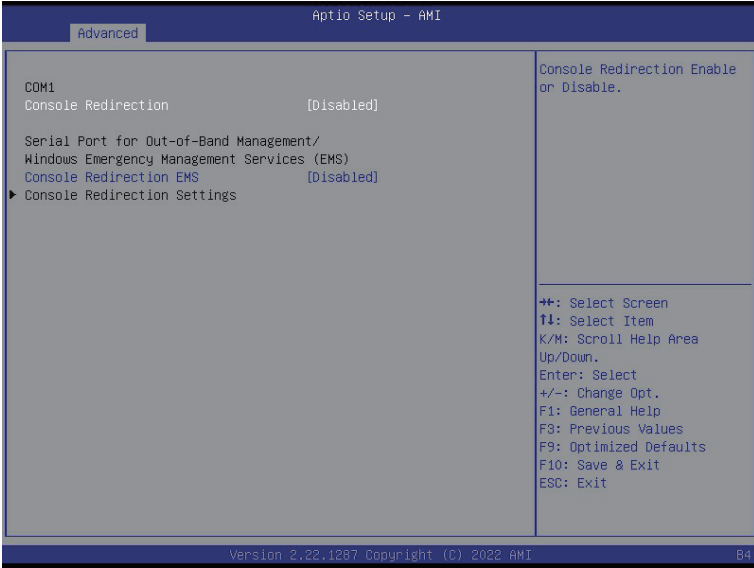 Aptio Setup – AMI
Advanced
COM1
Console Redirection [Disabled]
Serial Port for Out-of-Band Management/
Windows Emergency Management Services (EMS)
Console Redirection EMS [Disabled]
▶ Console Redirection Settings
Console Redirection Enable
or Disable.
→←: Select Screen
↑↓: Select Item
K/M: Scroll Help Area
Up/Down.
Enter: Select
+/-: Change Opt.
F1: General Help
F3: Previous Values
F9: Optimized Defaults
F10: Save & Exit
ESC: Exit
Version 2.22.1287 Copyright (C) 2022 AMI
B4